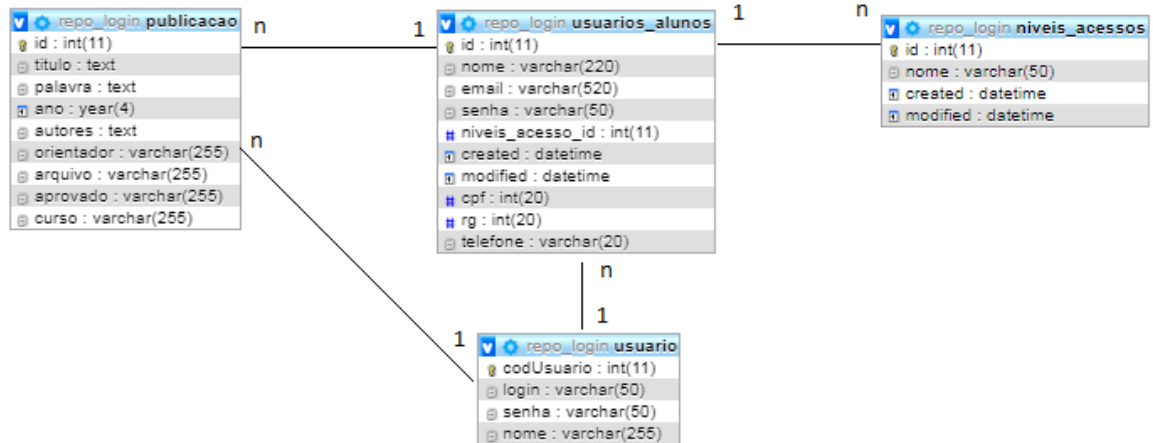 repo_login publicacao
id : int(11)
titulo : text
palavra : text
ano : year(4)
autores : text
orientador : varchar(255)
arquivo : varchar(255)
aprovado : varchar(255)
curso : varchar(255)
n
1
repo_login usuarios_alunos
id : int(11)
nome : varchar(220)
email : varchar(520)
senha : varchar(50)
niveis_acesso_id : int(11)
created : datetime
modified : datetime
cpf : int(20)
rg : int(20)
telefone : varchar(20)
1
n
repo_login niveis_acessos
id : int(11)
nome : varchar(50)
created : datetime
modified : datetime
n
1
n
1
repo_login usuario
codUsuario : int(11)
login : varchar(50)
senha : varchar(50)
nome : varchar(255)